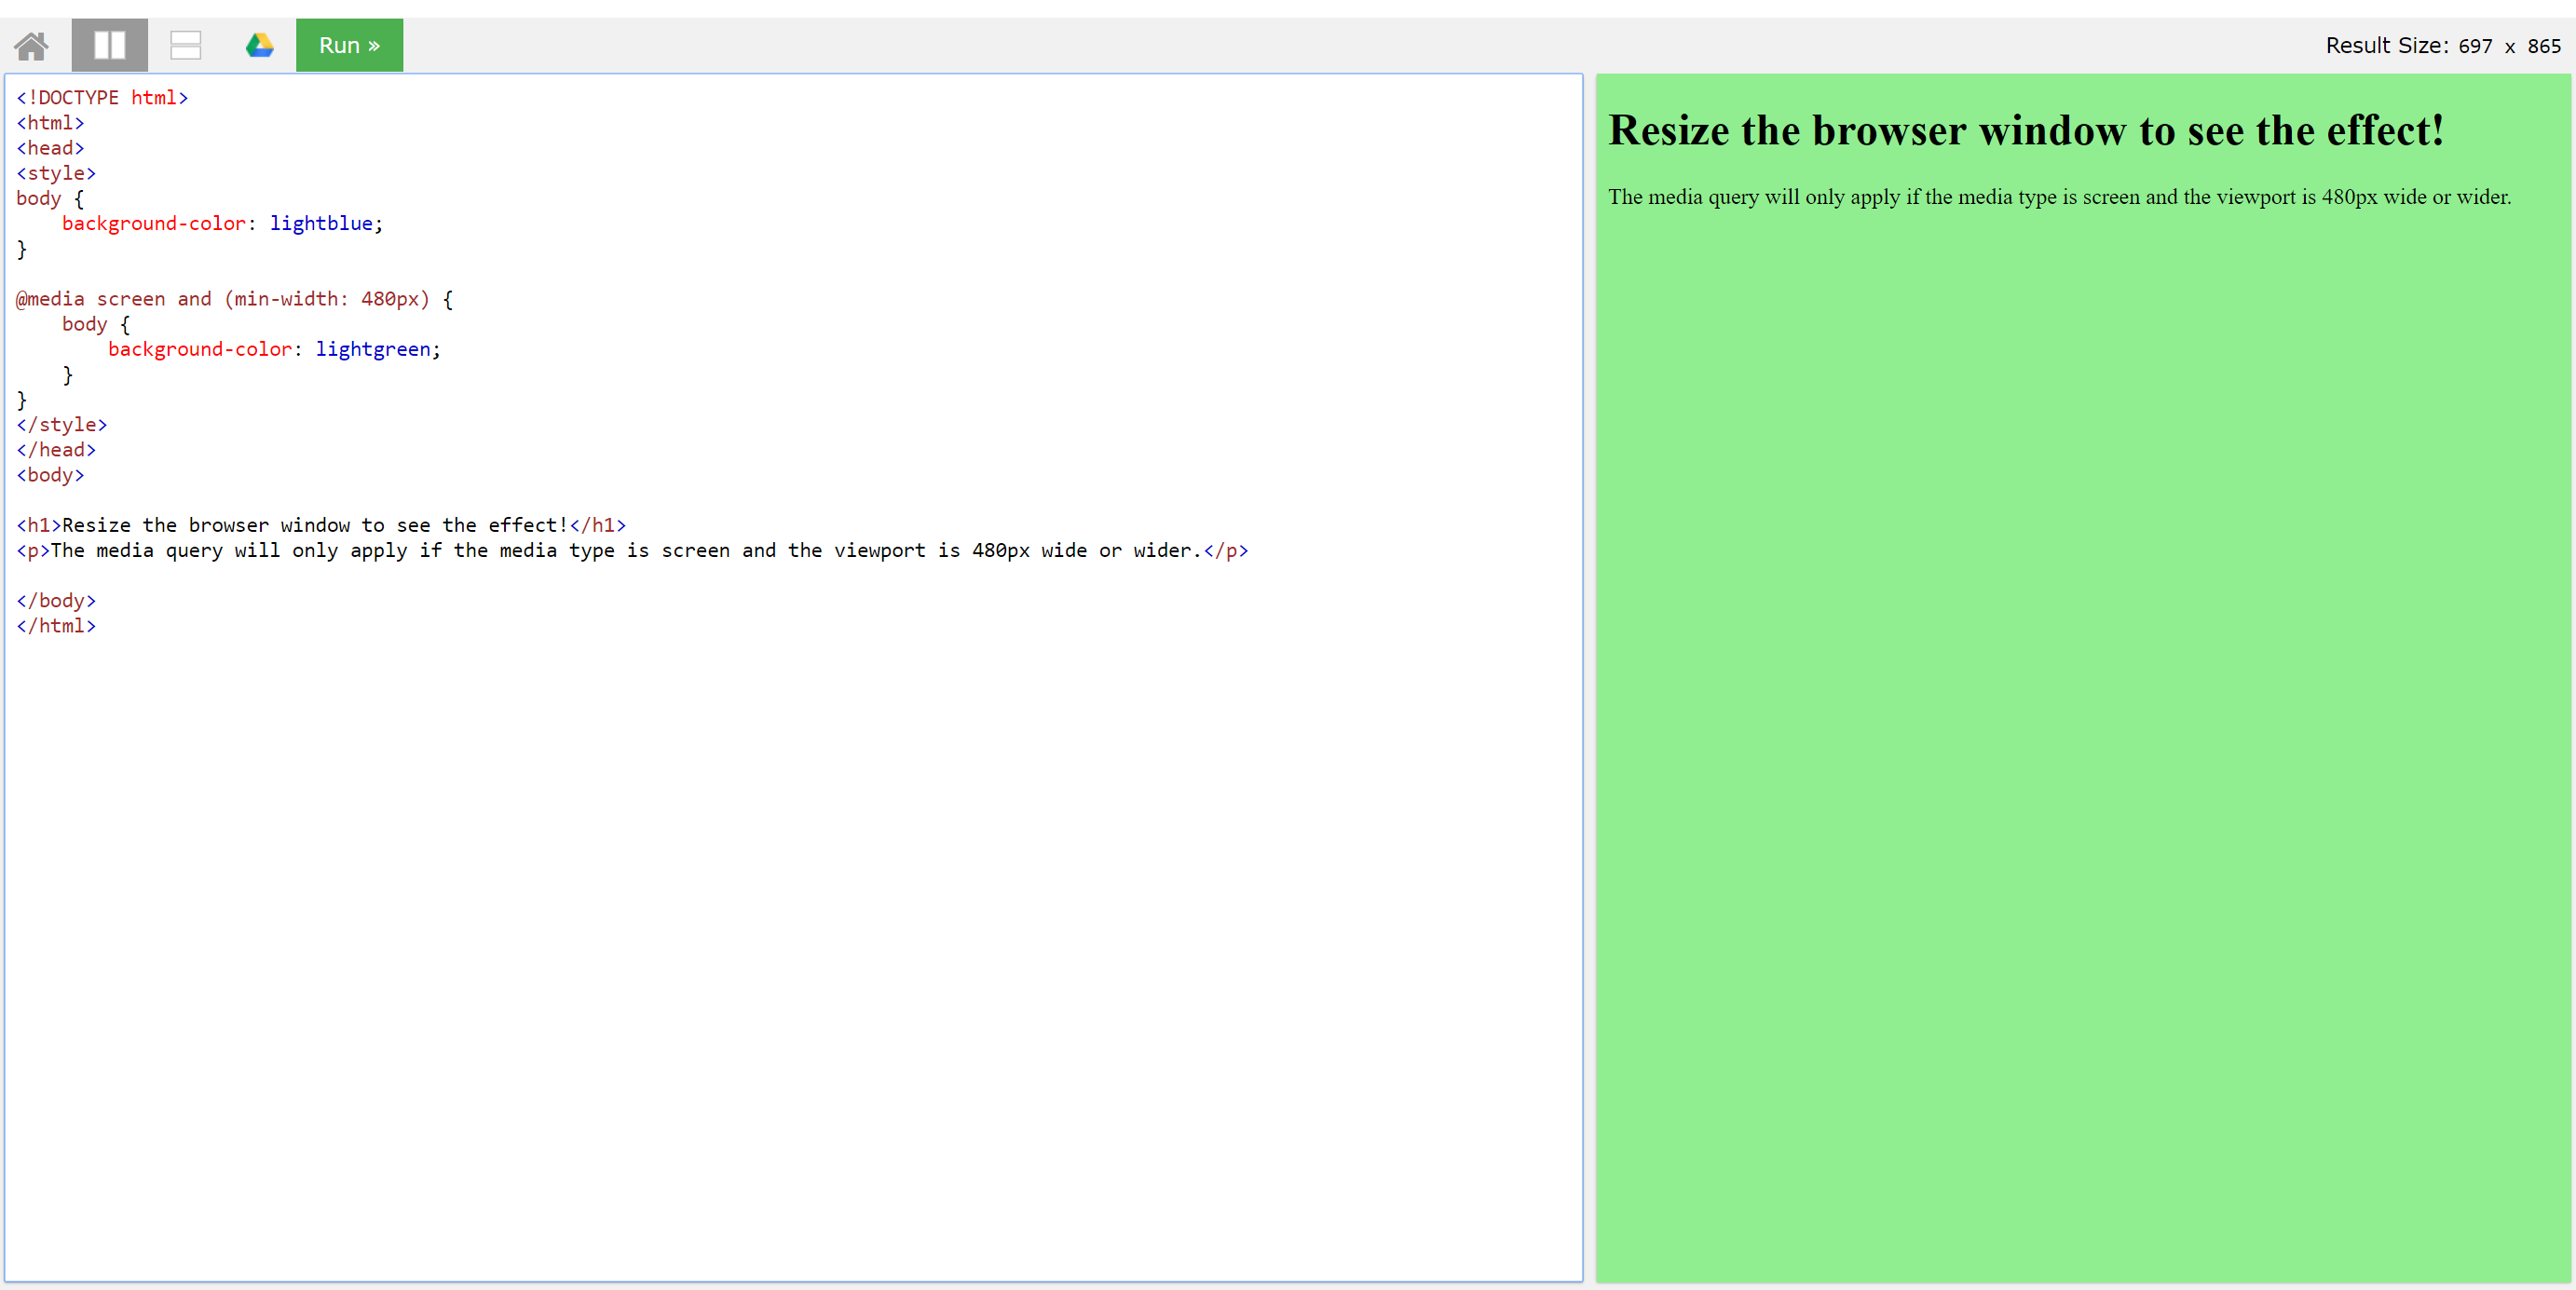 Run »
Result Size: 697 x 865
<!DOCTYPE html>
<html>
<head>
<style>
body {
    background-color: lightblue;
}

@media screen and (min-width: 480px) {
    body {
        background-color: lightgreen;
    }
}
</style>
</head>
<body>

<h1>Resize the browser window to see the effect!</h1>
<p>The media query will only apply if the media type is screen and the viewport is 480px wide or wider.</p>

</body>
</html>
Resize the browser window to see the effect!
The media query will only apply if the media type is screen and the viewport is 480px wide or wider.